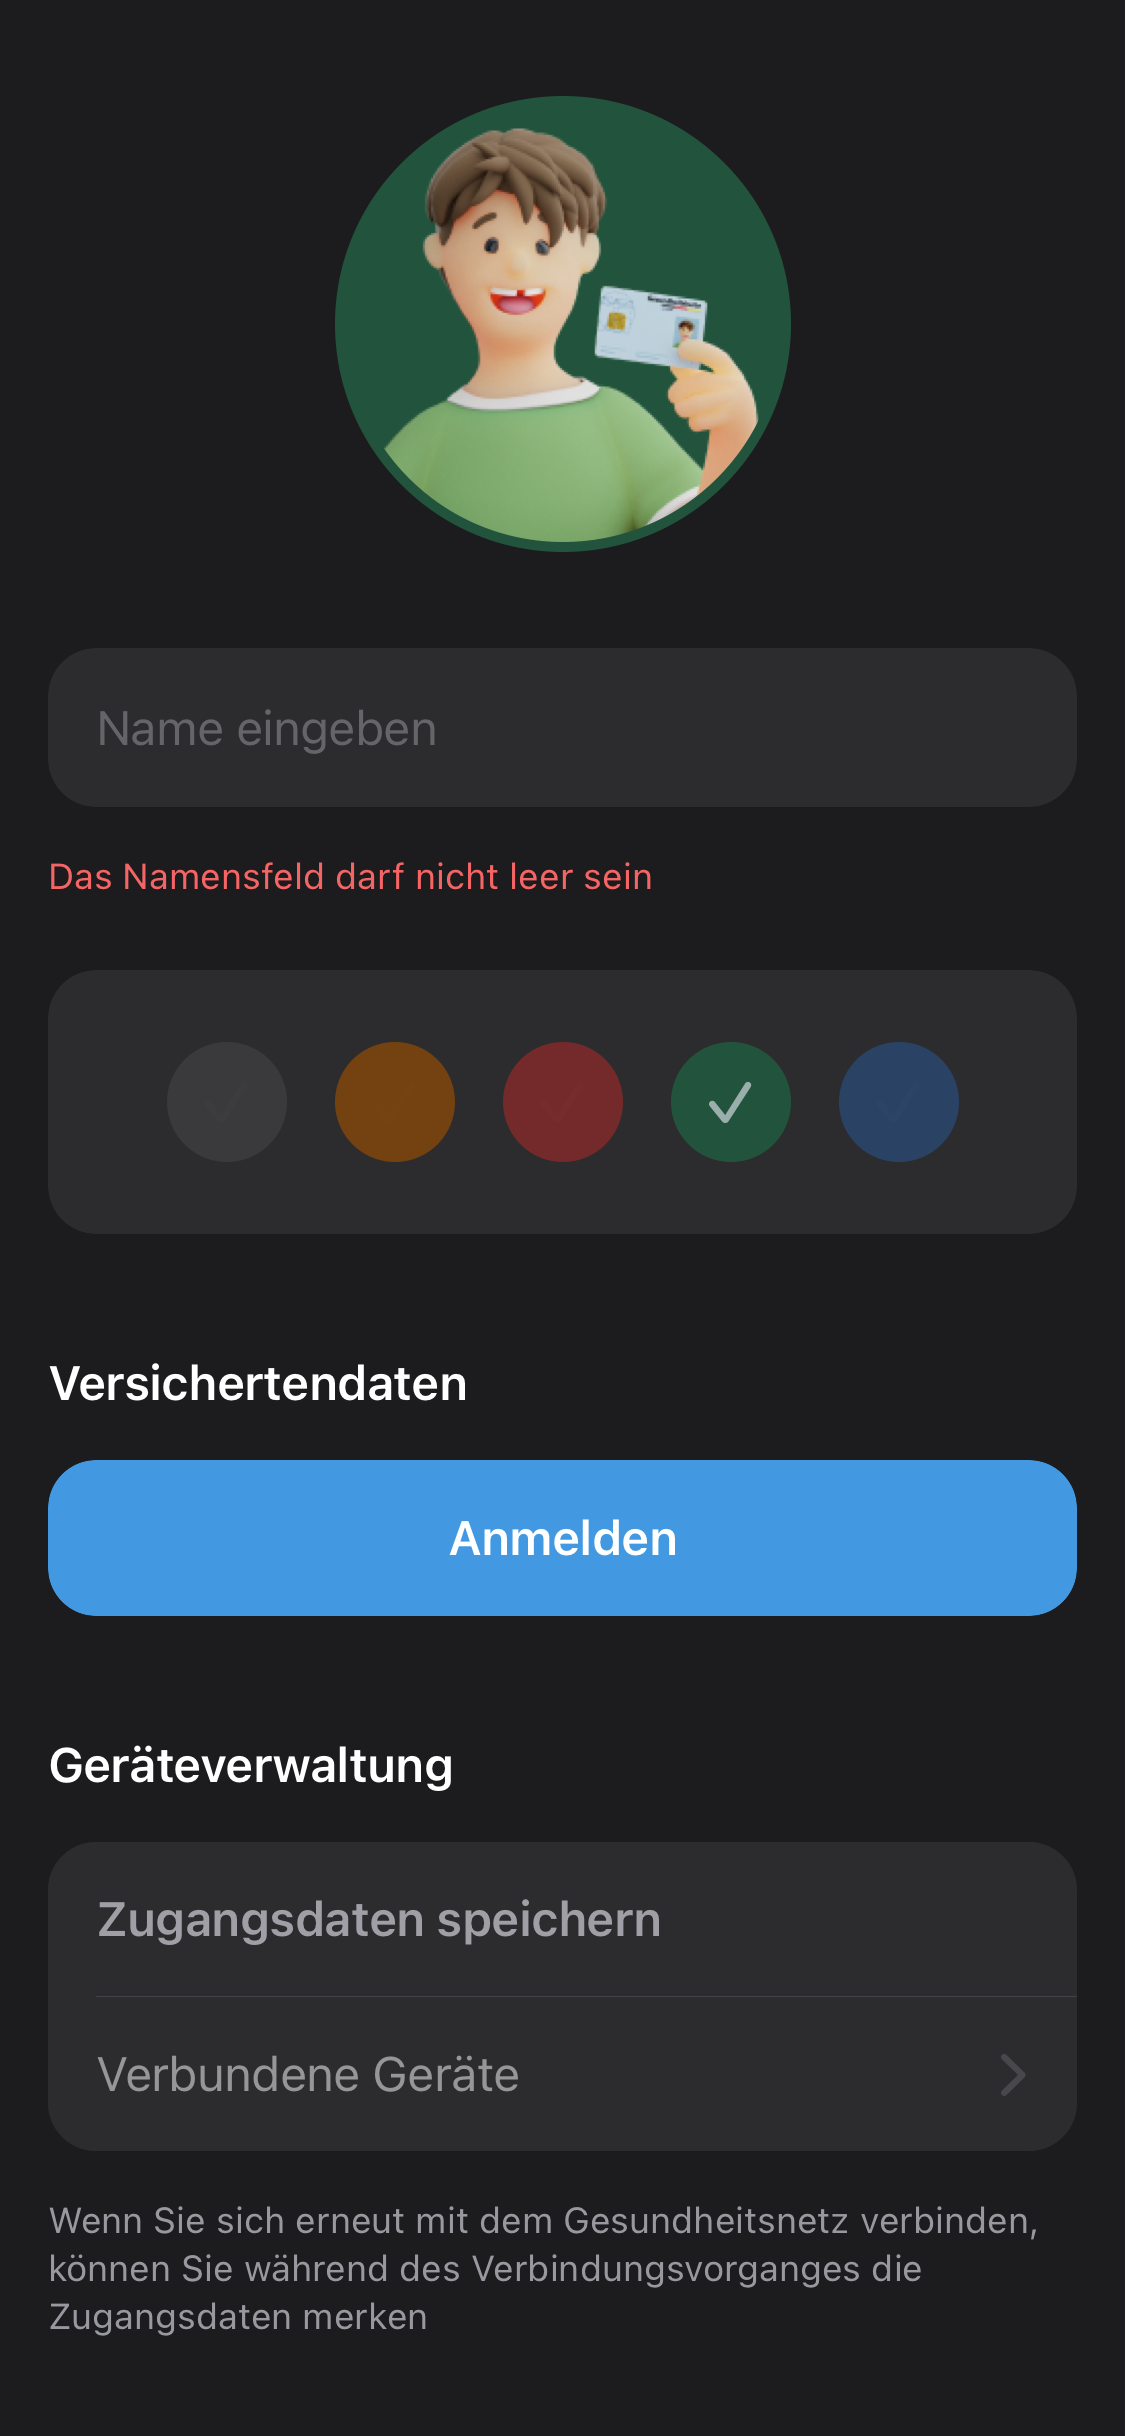 Name eingeben
Das Namensfeld darf nicht leer sein
Versichertendaten
Anmelden
Geräteverwaltung
Zugangsdaten speichern
Verbundene Geräte
Wenn Sie sich erneut mit dem Gesundheitsnetz verbinden,
können Sie während des Verbindungsvorganges die
Zugangsdaten merken